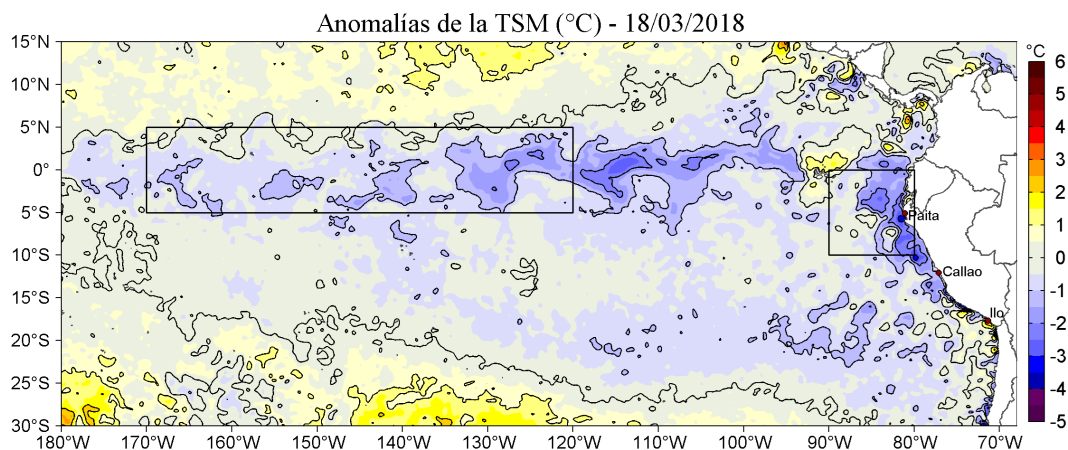 Anomalías de la TSM (°C) - 18/03/2018
15°N
10°N
5°N
0°
5°S
10°S
15°S
20°S
25°S
30°S
180°W
170°W
160°W
150°W
140°W
130°W
120°W
110°W
100°W
90°W
80°W
70°W
Paita
Callao
Ilo
°C
6
5
4
3
2
1
0
-1
-2
-3
-4
-5